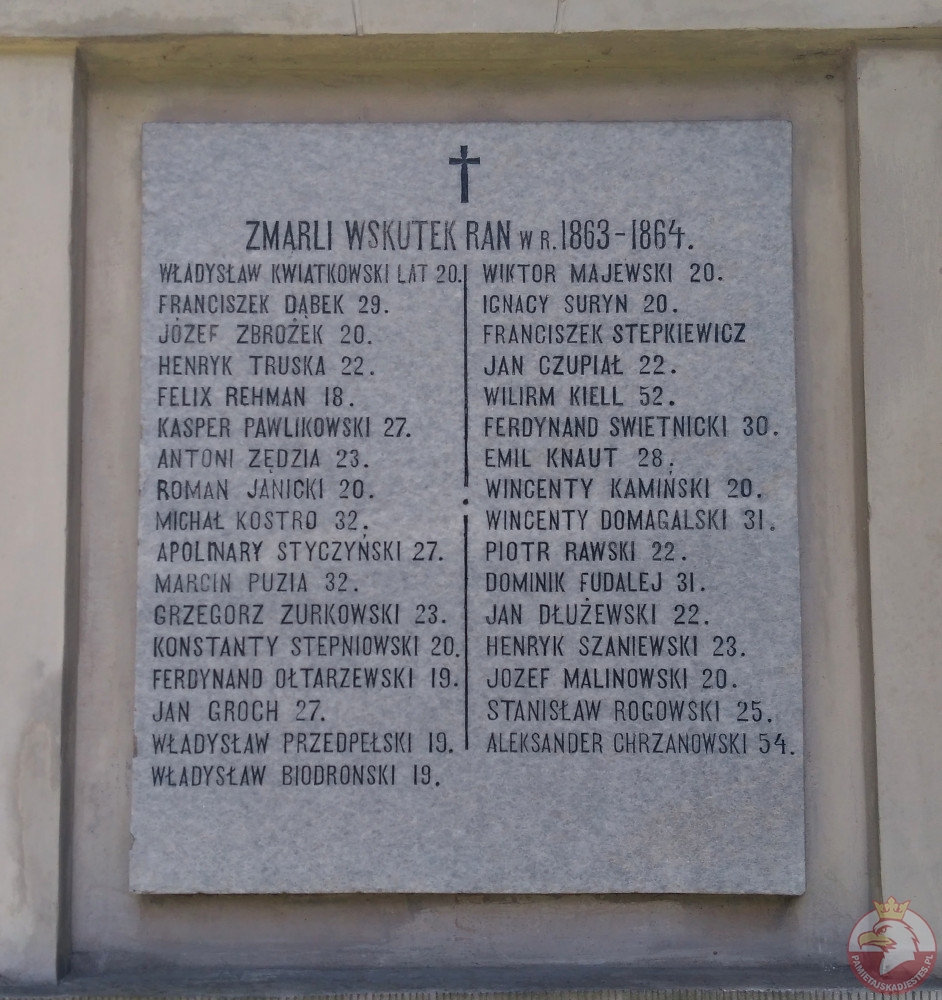 ZMARLI WSKUTEK RAN W R. 1863-1864.
WŁADYSŁAW KWIATKOWSKI LAT 20.
FRANCISZEK DĄBEK 29.
JÓZEF ZBROŻEK 20.
HENRYK TRUSKA 22.
FELIX REHMAN 18.
KASPER PAWLIKOWSKI 27.
ANTONI ZĘDZIA 23.
ROMAN JANICKI 20.
MICHAŁ KOSTRO 32.
APOLINARY STYCZYŃSKI 27.
MARCIN PUZIA 32.
GRZEGORZ ZURKOWSKI 23.
KONSTANTY STEPNIOWSKI 20.
FERDYNAND OŁTARZEWSKI 19.
JAN GROCH 27.
WŁADYSŁAW PRZEDPEŁSKI 19.
WŁADYSŁAW BIODRONSKI 19.
WIKTOR MAJEWSKI 20.
IGNACY SURYN 20.
FRANCISZEK STEPKIEWICZ
JAN CZUPIAŁ 22.
WILIRM KIELL 52.
FERDYNAND SWIETNICKI 30.
EMIL KNAUT 28.
WINCENTY KAMIŃSKI 20.
WINCENTY DOMAGALSKI 31.
PIOTR RAWSKI 22.
DOMINIK FUDALEJ 31.
JAN DŁUŻEWSKI 22.
HENRYK SZANIEWSKI 23.
JOZEF MALINOWSKI 20.
STANISŁAW ROGOWSKI 25.
ALEKSANDER CHRZANOWSKI 54.
PAMIETAJSKADJESTES.PL